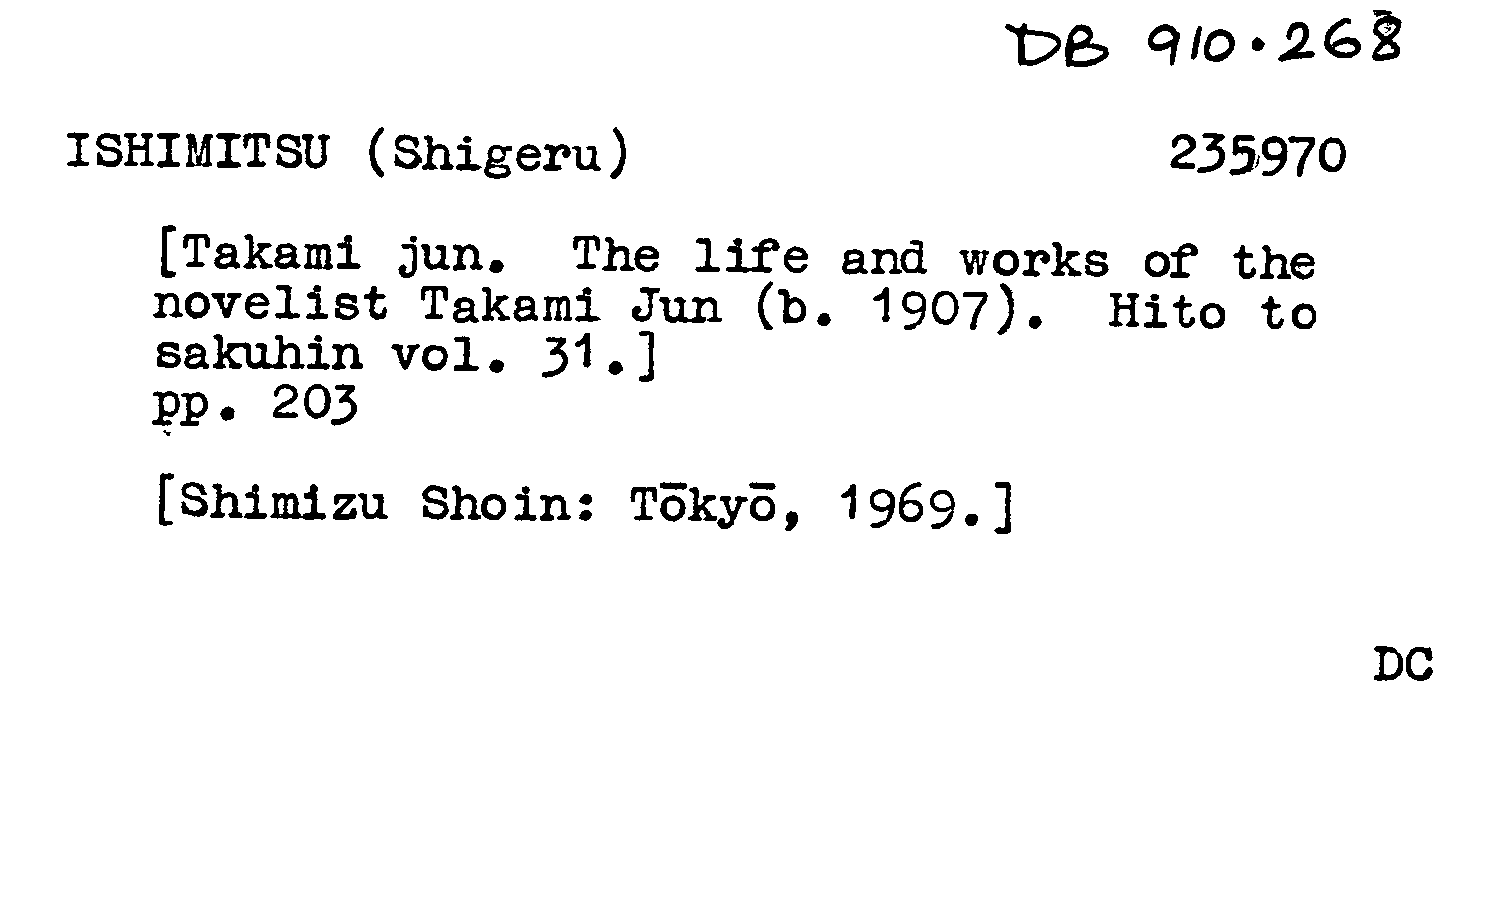 DB 910.268
ISHIMITSU (Shigeru) 235970
[Takami jun. The life and works of the
novelist Takami Jun (b. 1907). Hito to
sakuhin vol. 31.]
pp. 203
[Shimizu Shoin: Tōkyō, 1969.]
DC